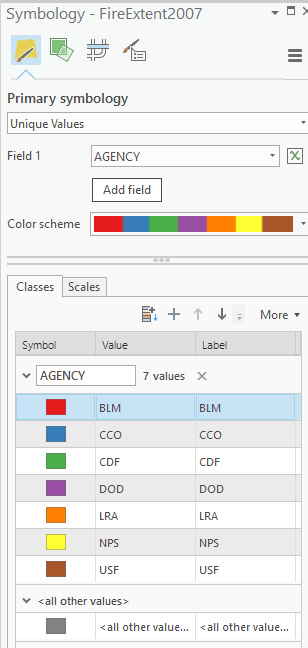 Symbology - FireExtent2007
Primary symbology
Unique Values
Field 1 AGENCY
Add field
Color scheme
Classes Scales
More
Symbol Value Label
AGENCY 7 values
BLM BLM
CCO CCO
CDF CDF
DOD DOD
LRA LRA
NPS NPS
USF USF
<all other values>
<all other value... <all other value...